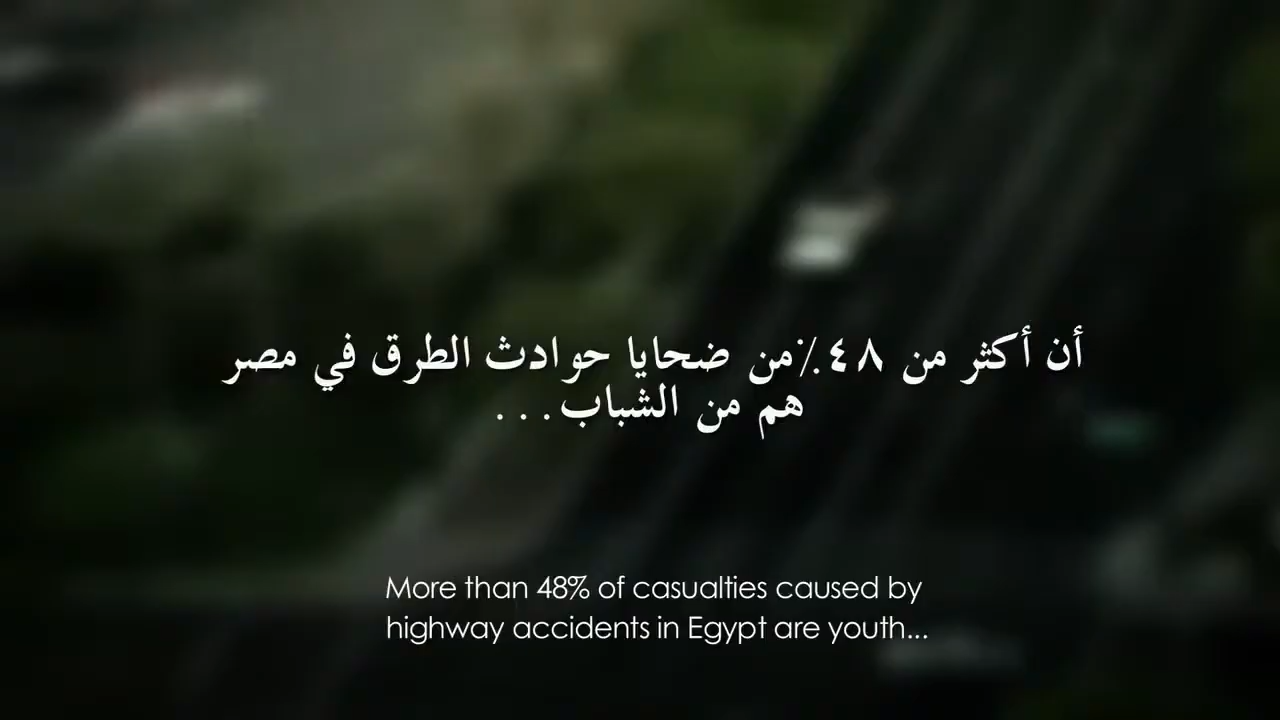 أن أكثر من ٤٨٪من ضحايا حوادث الطرق في مصر
هم من الشباب...
More than 48% of casualties caused by
highway accidents in Egypt are youth...